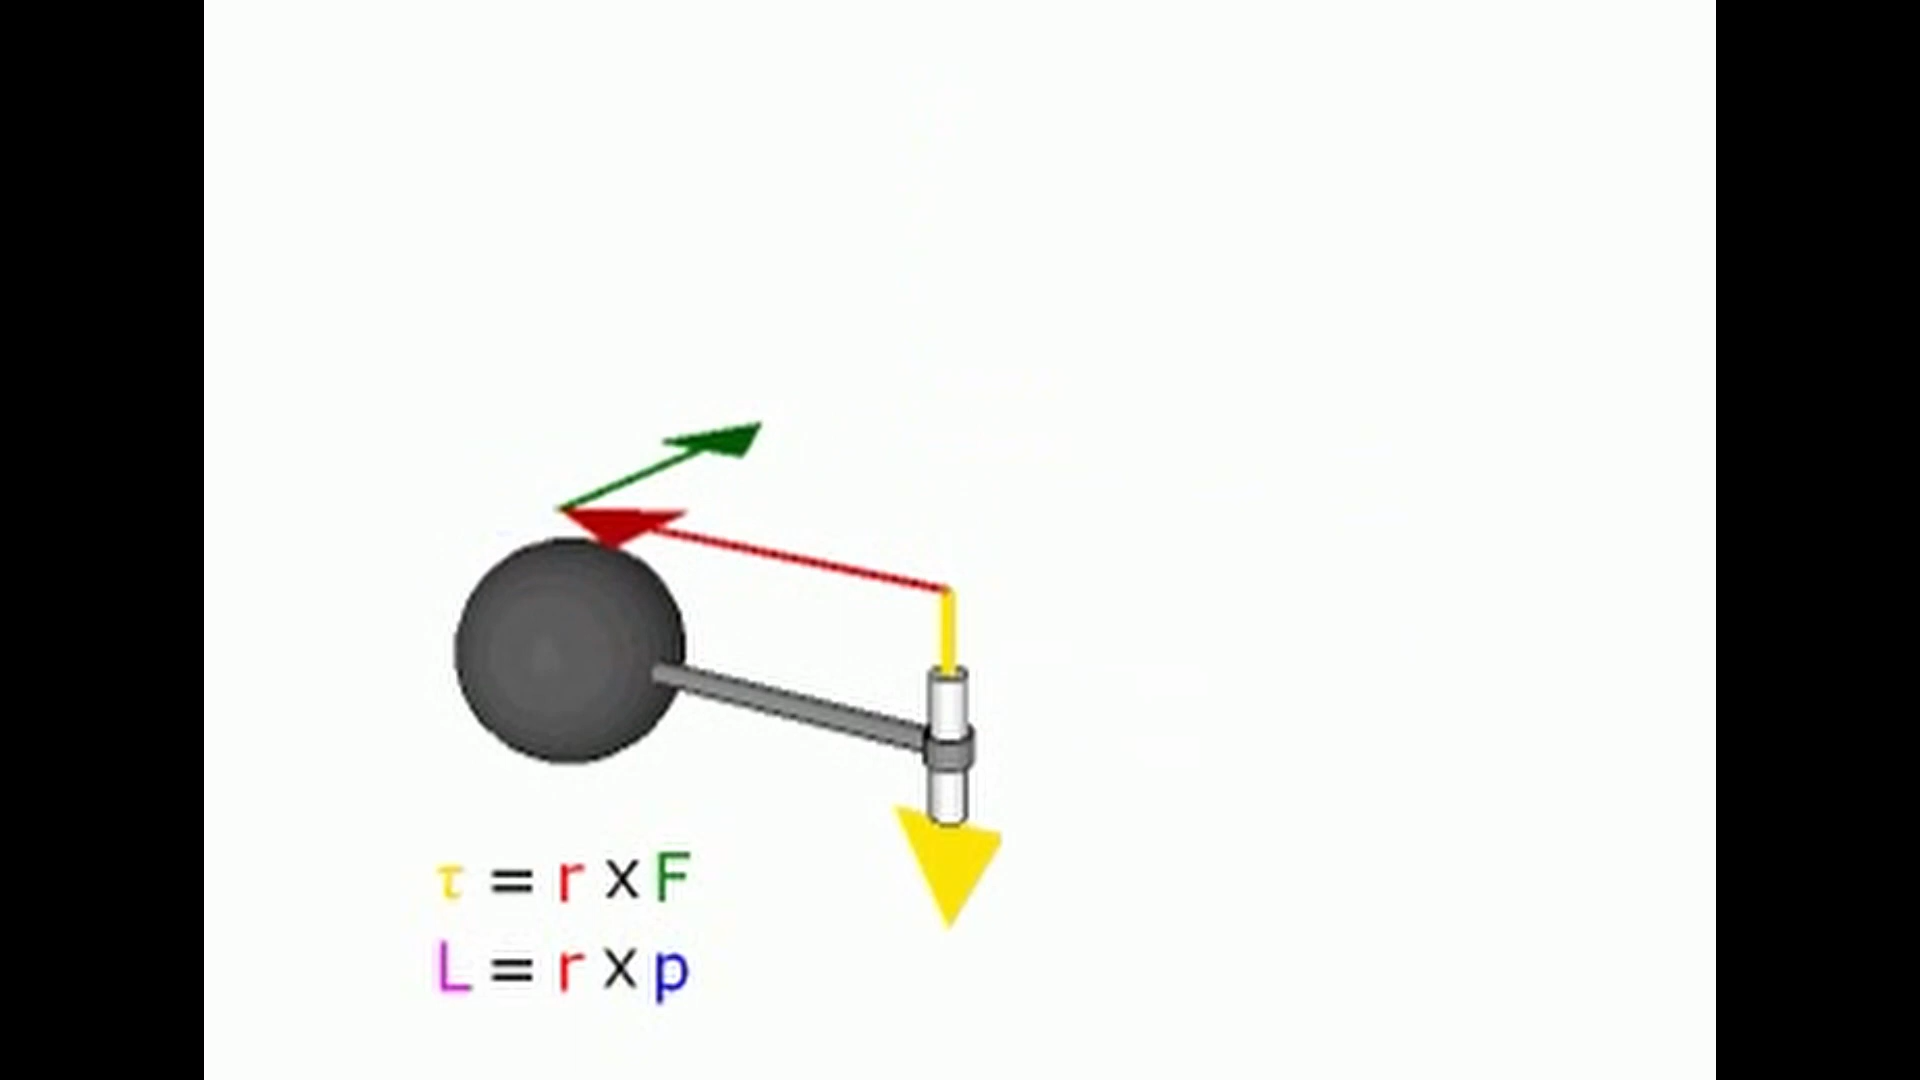 τ = r x F
L = r x p